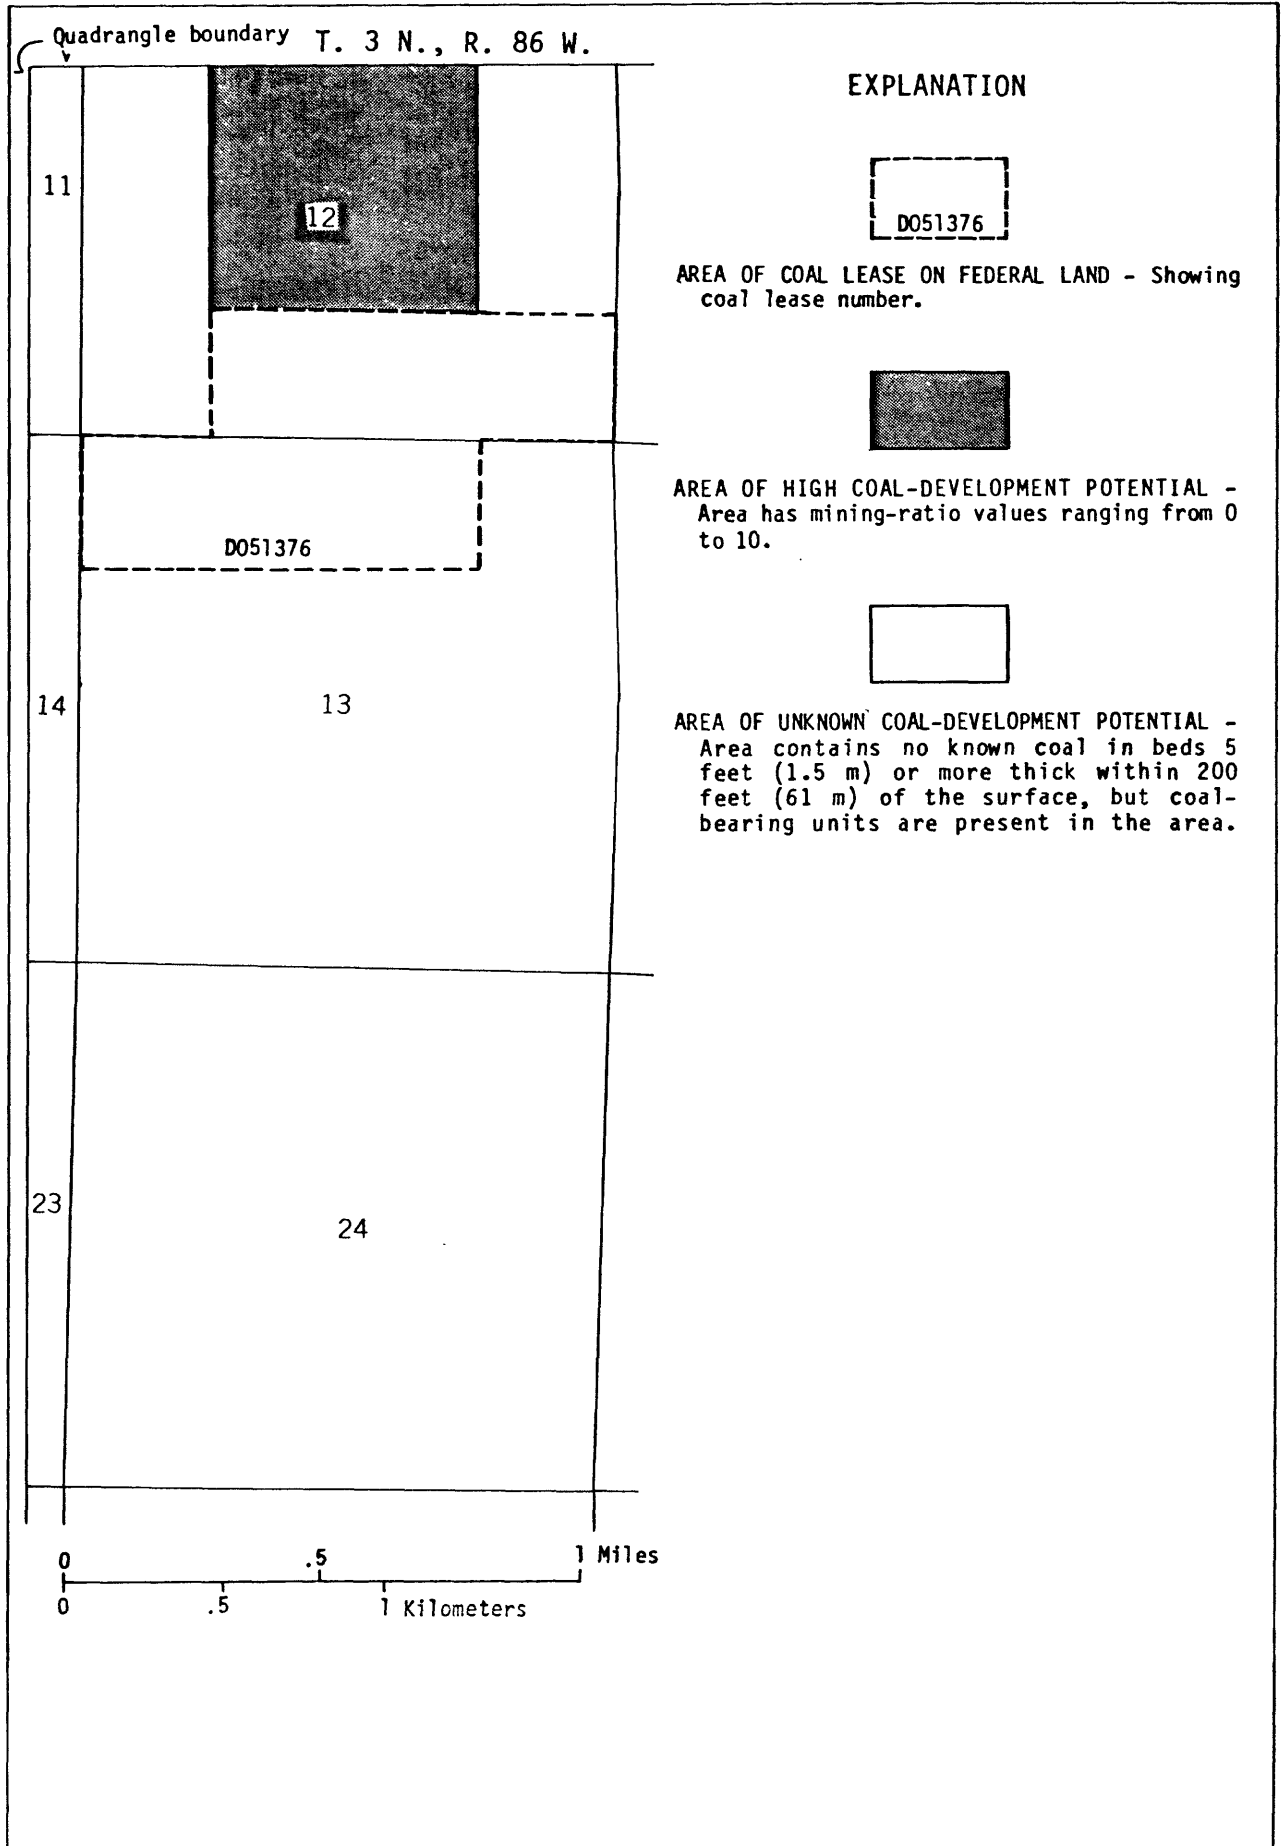 Quadrangle boundary T. 3 N., R. 86 W.
11
12
D051376
14
13
23
24
0 .5 1 Miles
0 .5 1 Kilometers
EXPLANATION
D051376
AREA OF COAL LEASE ON FEDERAL LAND - Showing
coal lease number.
AREA OF HIGH COAL-DEVELOPMENT POTENTIAL -
Area has mining-ratio values ranging from 0
to 10.
AREA OF UNKNOWN COAL-DEVELOPMENT POTENTIAL -
Area contains no known coal in beds 5
feet (1.5 m) or more thick within 200
feet (61 m) of the surface, but coal-
bearing units are present in the area.